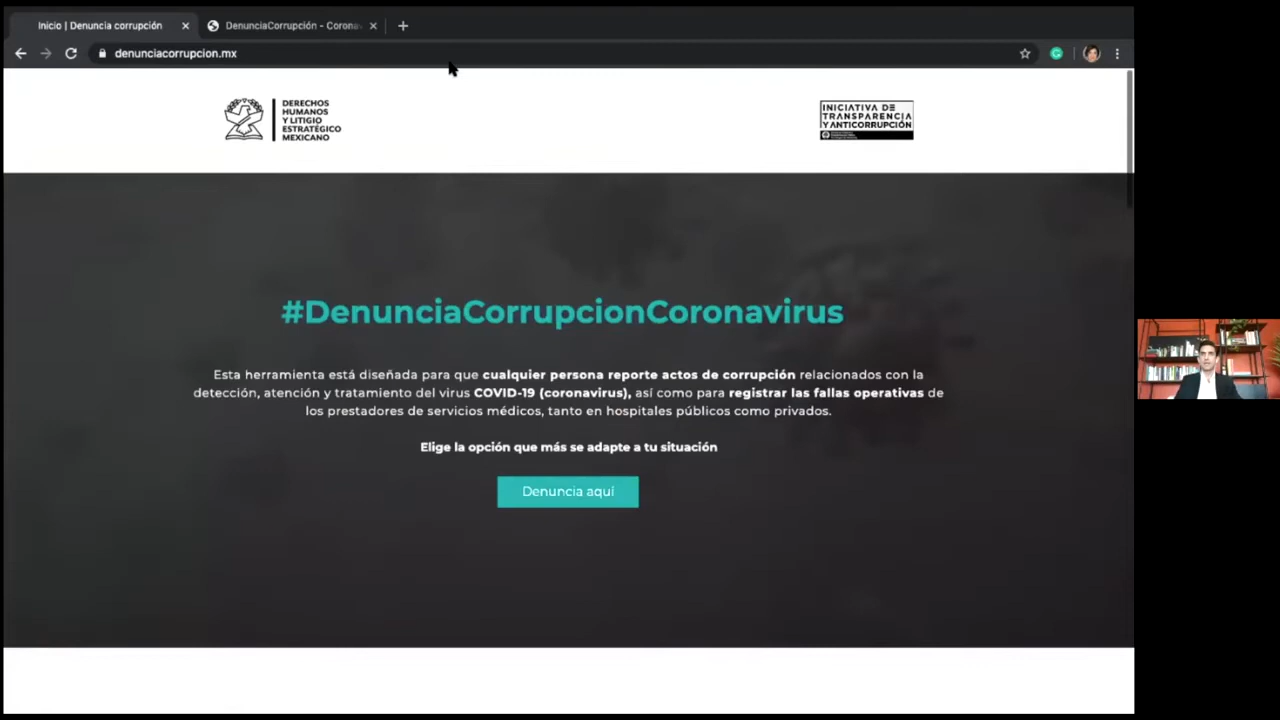 Inicio | Denuncia corrupción
DenunciaCorrupción - Corona
denunciacorrupcion.mx
DERECHOS
HUMANOS
Y LITIGIO
ESTRATÉGICO
MEXICANO
INICIATIVA DE
TRANSPARENCIA
Y ANTICORRUPCIÓN
#DenunciaCorrupcionCoronavirus
Esta herramienta está diseñada para que cualquier persona reporte actos de corrupción relacionados con la
detección, atención y tratamiento del virus COVID-19 (coronavirus), así como para registrar las fallas operativas de
los prestadores de servicios médicos, tanto en hospitales públicos como privados.
Elige la opción que más se adapte a tu situación
Denuncia aquí